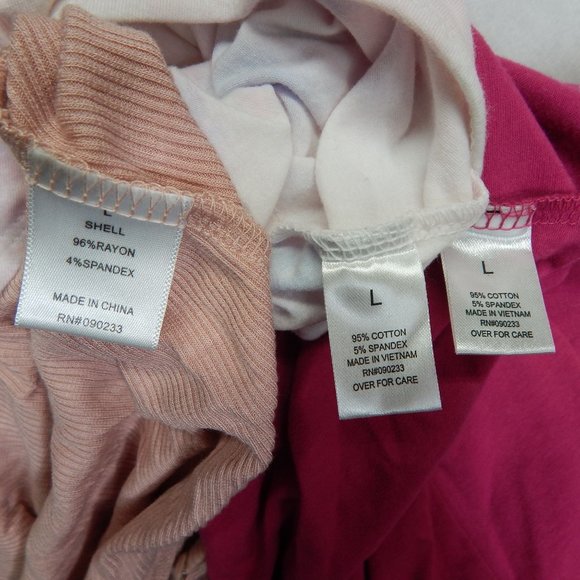 L
SHELL
96%RAYON
4%SPANDEX
MADE IN CHINA
RN#090233
L
95% COTTON
5% SPANDEX
MADE IN VIETNAM
RN#090233
OVER FOR CARE
L
95% COTTON
5% SPANDEX
MADE IN VIETNAM
RN#090233
OVER FOR CARE